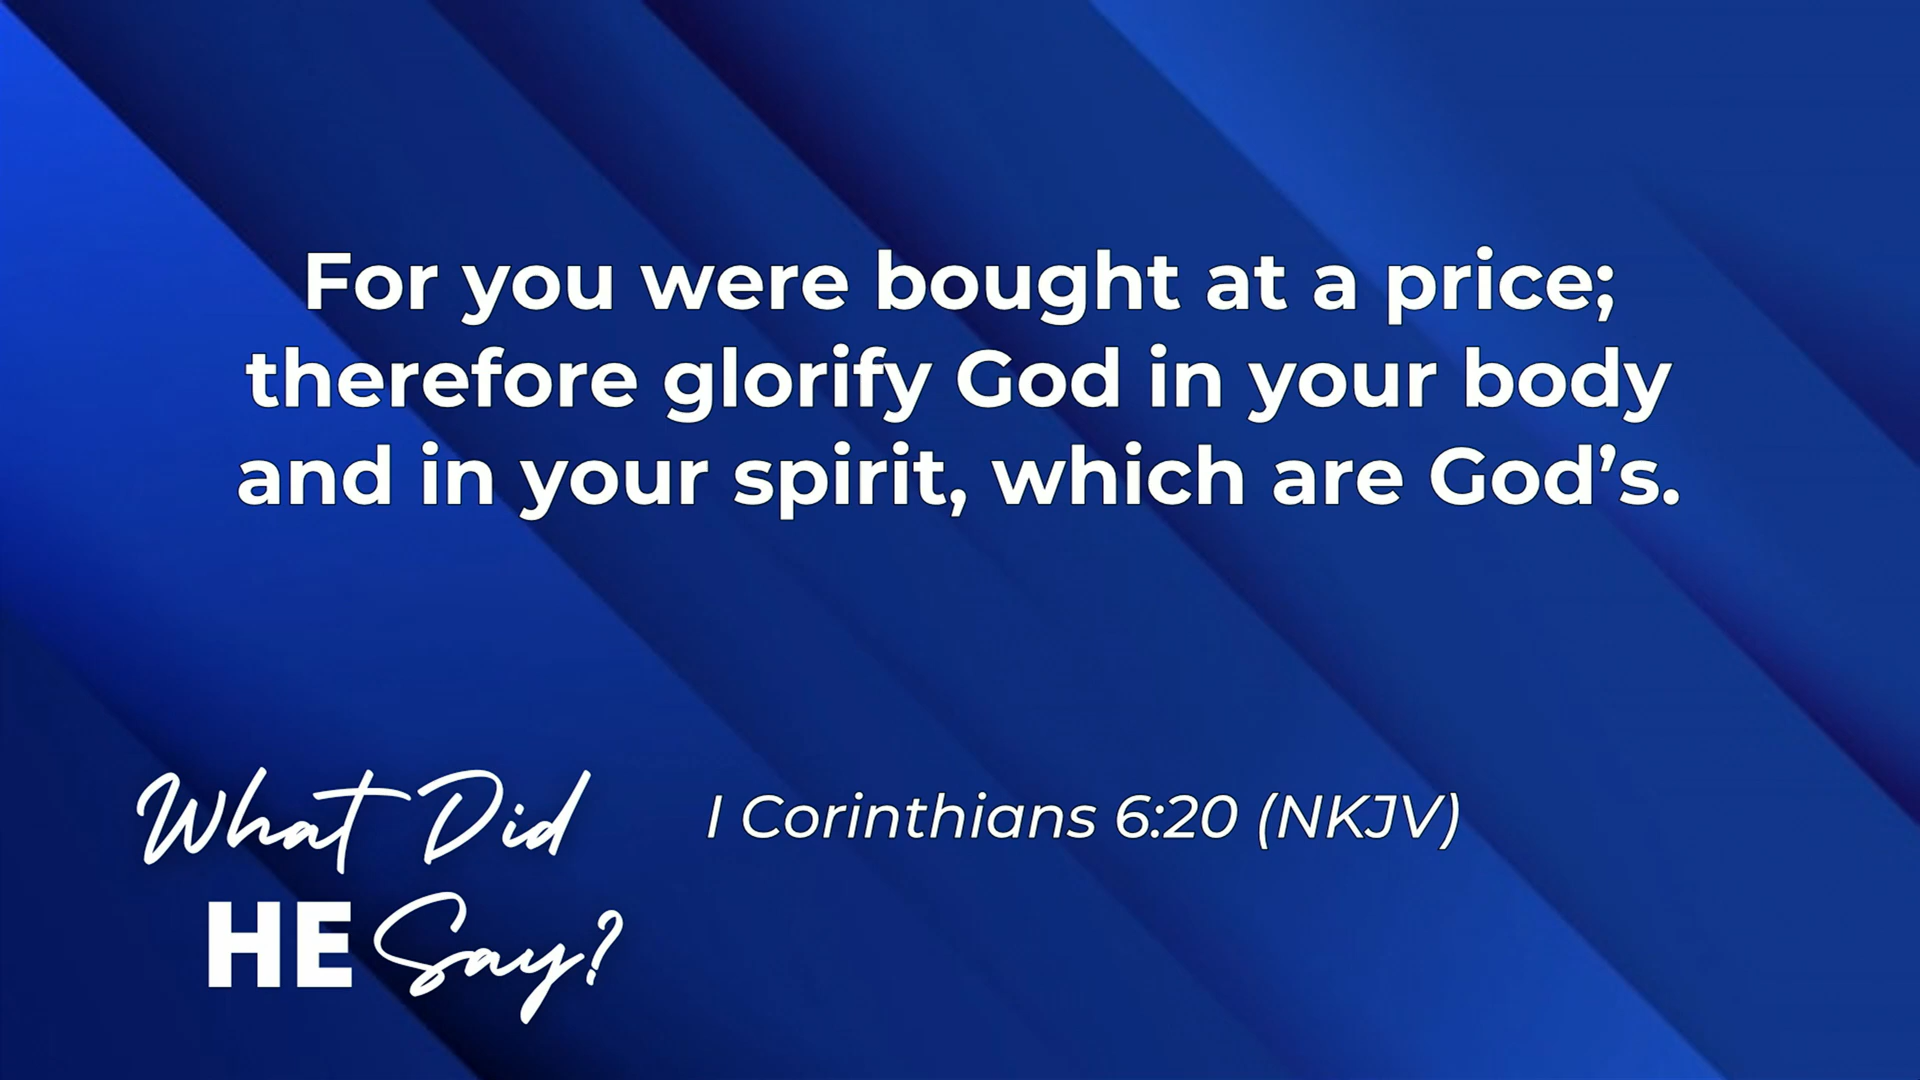 For you were bought at a price;
therefore glorify God in your body
and in your spirit, which are God’s.
What Did
HE Say?
I Corinthians 6:20 (NKJV)